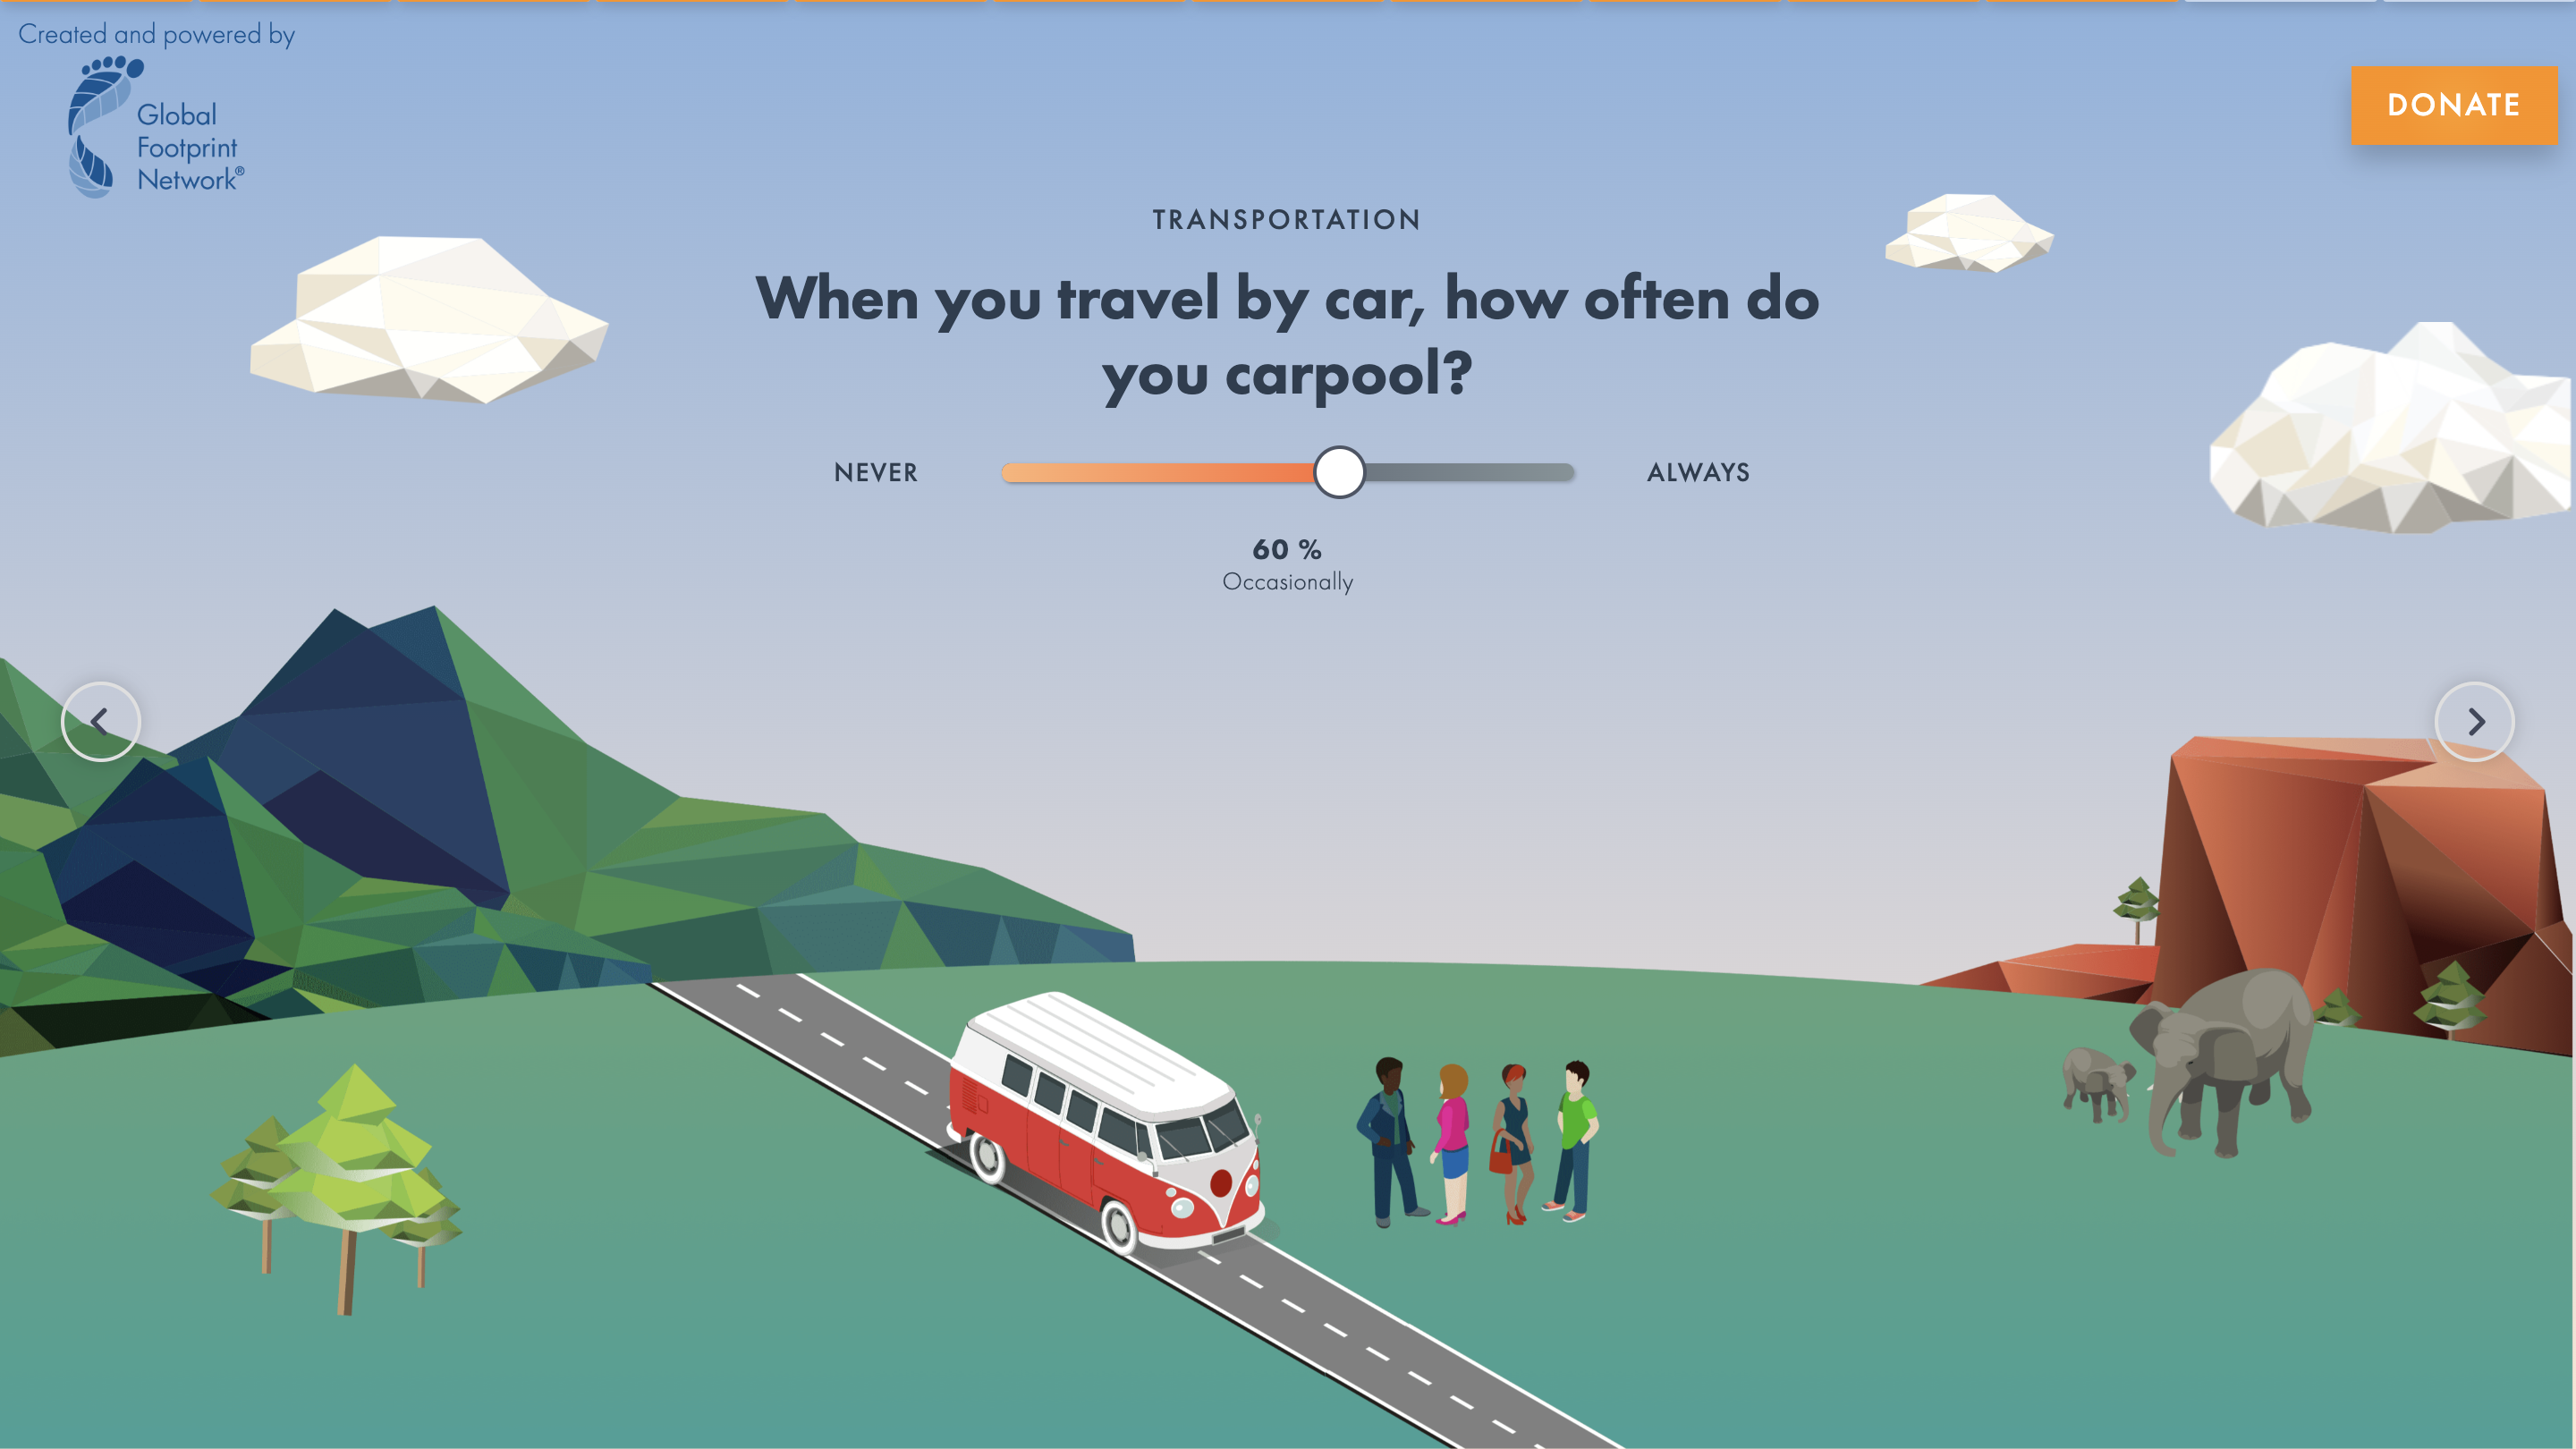 Created and powered by
Global
Footprint
Network®
DONATE
TRANSPORTATION
When you travel by car, how often do
you carpool?
NEVER
ALWAYS
60 %
Occasionally